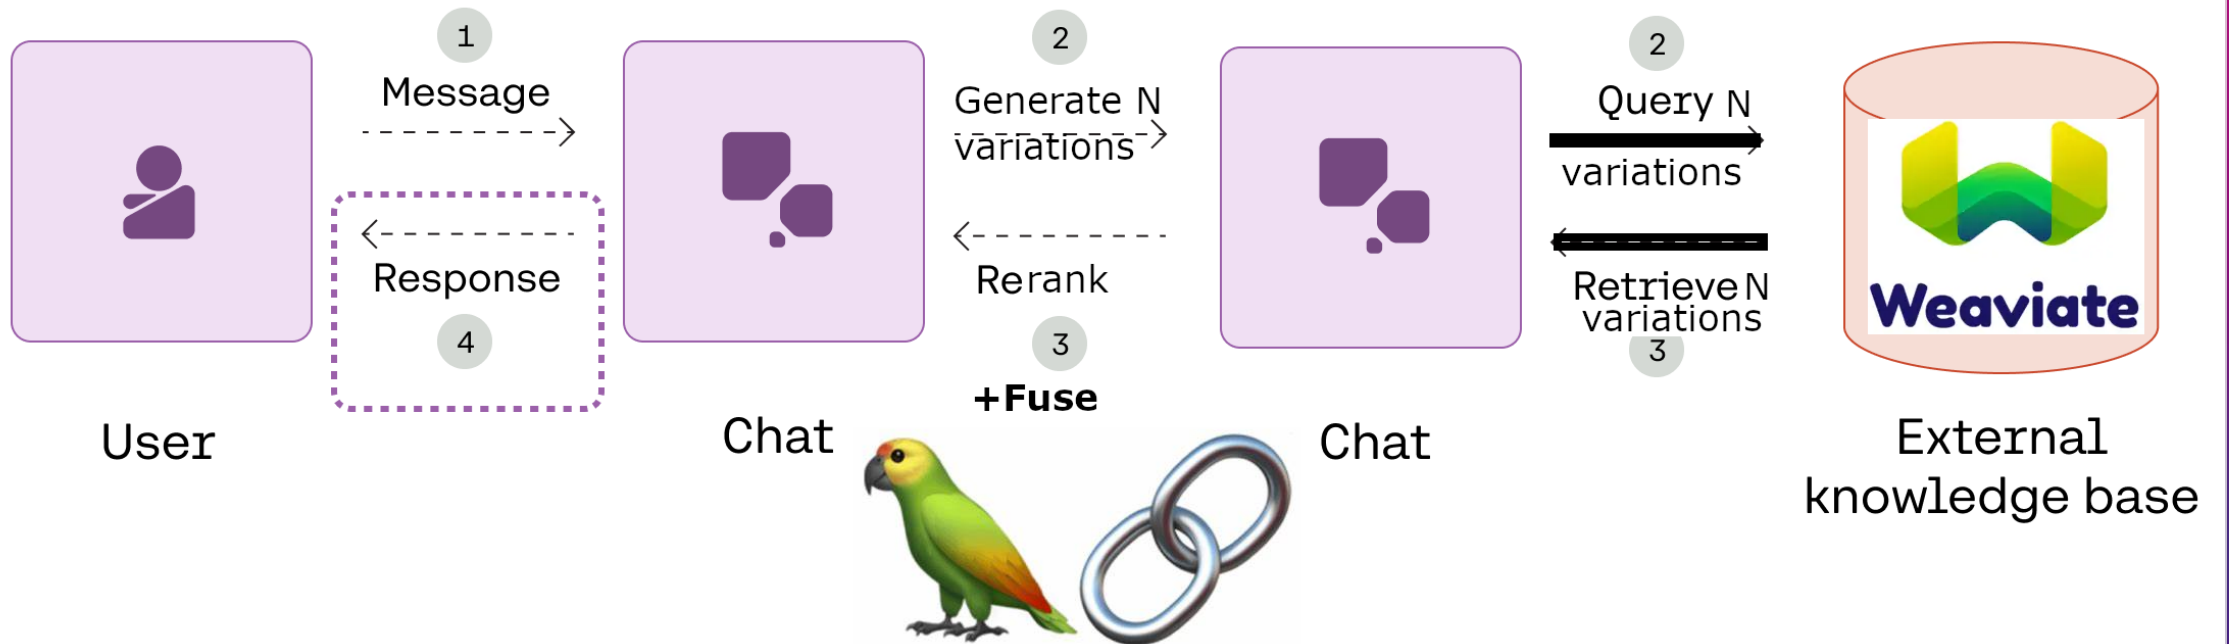 1
Message
Response
4
User
Chat
2
Generate N
variations
Rerank
3
+Fuse
Chat
2
Query N
variations
Retrieve N
variations
3
Weaviate
External
knowledge base